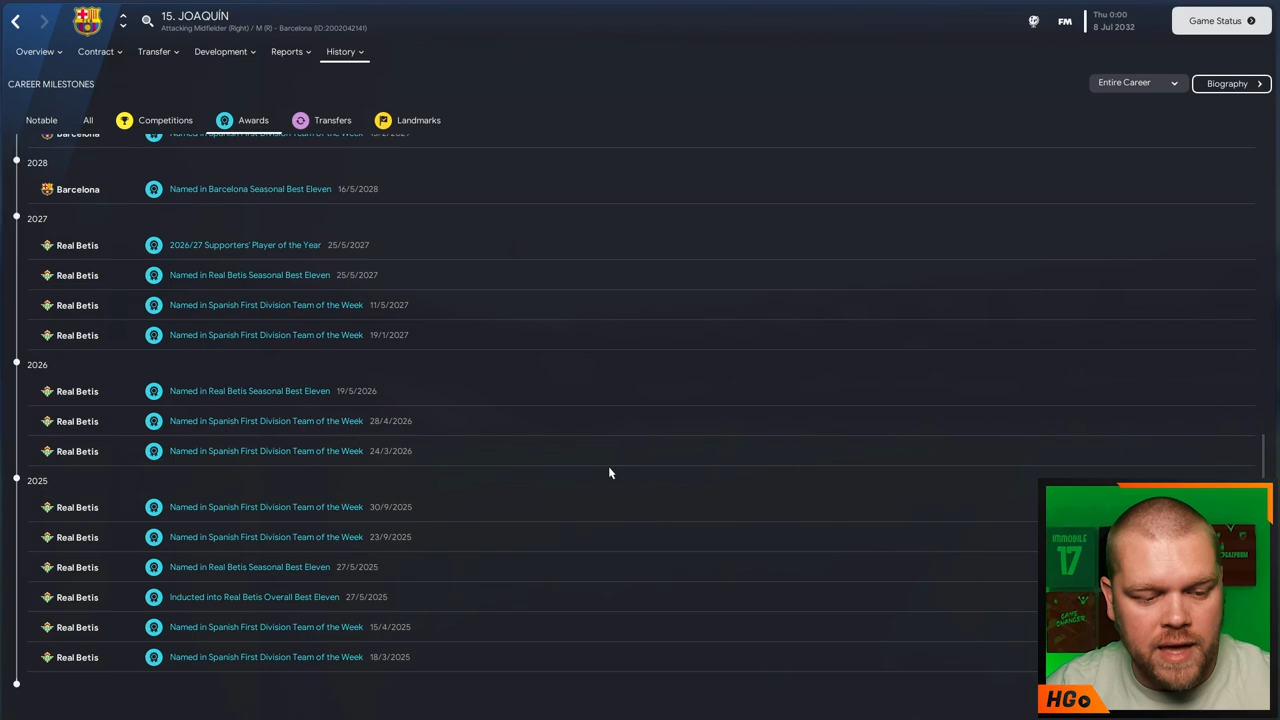 15. JOAQUÍN
Attacking Midfielder (Right) / M (R) - Barcelona (ID:2002042141)
FM
Thu 0:00
8 Jul 2032
Game Status
Overview
Contract
Transfer
Development
Reports
History
CAREER MILESTONES
Entire Career
Biography
Notable
All
Competitions
Awards
Transfers
Landmarks
Barcelona
2028
Barcelona Named in Barcelona Seasonal Best Eleven 16/5/2028
2027
Real Betis 2026/27 Supporters' Player of the Year 25/5/2027
Real Betis Named in Real Betis Seasonal Best Eleven 25/5/2027
Real Betis Named in Spanish First Division Team of the Week 11/5/2027
Real Betis Named in Spanish First Division Team of the Week 19/1/2027
2026
Real Betis Named in Real Betis Seasonal Best Eleven 19/5/2026
Real Betis Named in Spanish First Division Team of the Week 28/4/2026
Real Betis Named in Spanish First Division Team of the Week 24/3/2026
2025
Real Betis Named in Spanish First Division Team of the Week 30/9/2025
Real Betis Named in Spanish First Division Team of the Week 23/9/2025
Real Betis Named in Real Betis Seasonal Best Eleven 27/5/2025
Real Betis Inducted into Real Betis Overall Best Eleven 27/5/2025
Real Betis Named in Spanish First Division Team of the Week 15/4/2025
Real Betis Named in Spanish First Division Team of the Week 18/3/2025
IMMOBILE
17
GAZPROM
GAME
CHANGER
HG